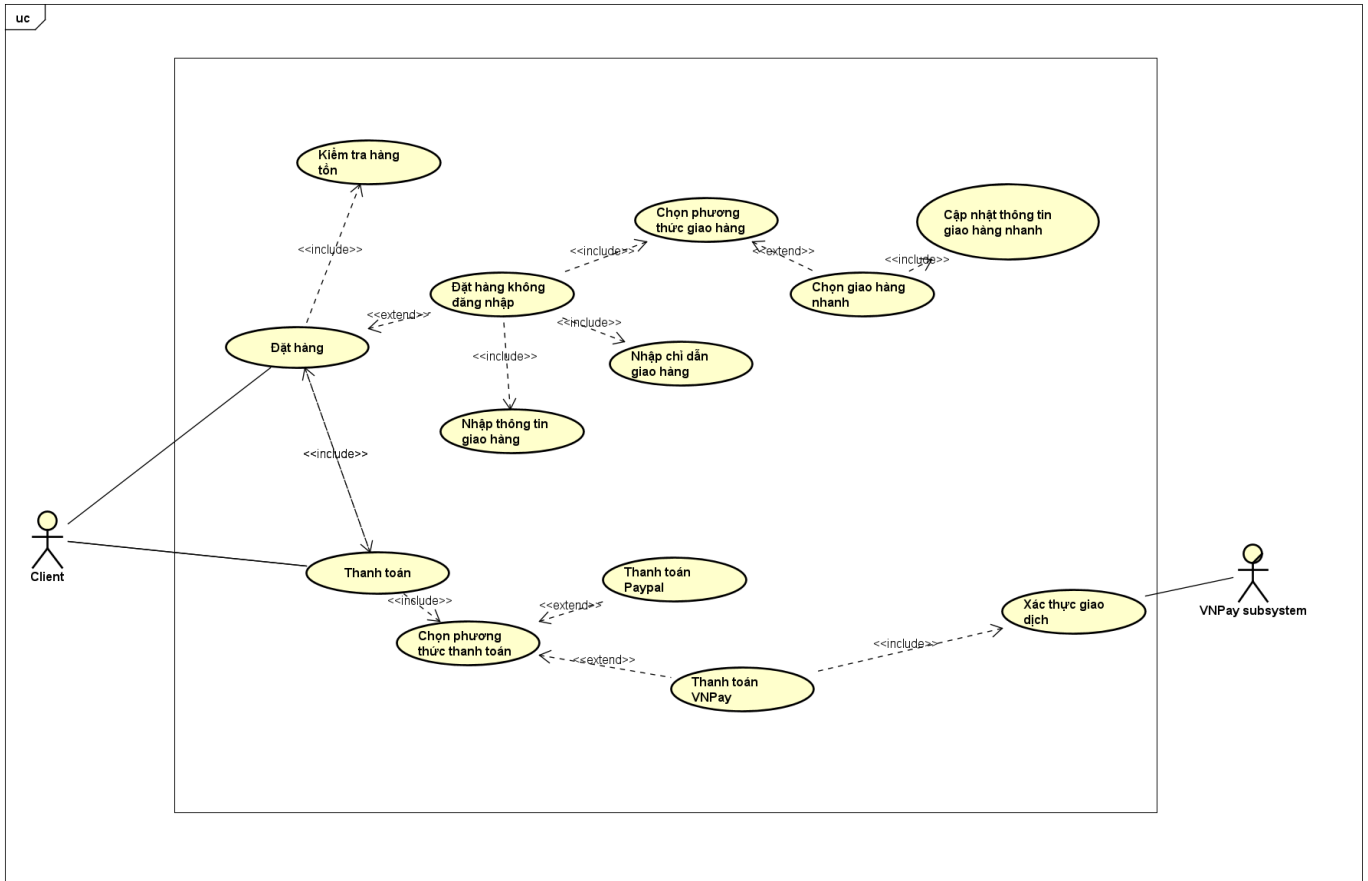 uc
Kiểm tra hàng
tồn
<<include>>
Chọn phương
thức giao hàng
Cập nhật thông tin
giao hàng nhanh
<<include>>
<<extend>>
<<include>>
Đặt hàng không
đăng nhập
Chọn giao hàng
nhanh
<<extend>>
<<include>>
Đặt hàng
<<include>>
Nhập chỉ dẫn
giao hàng
Nhập thông tin
giao hàng
<<include>>
Client
Thanh toán
<<include>>
Thanh toán
Paypal
<<extend>>
Chọn phương
thức thanh toán
<<extend>>
Thanh toán
VNPay
<<include>>
Xác thực giao
dịch
VNPay subsystem